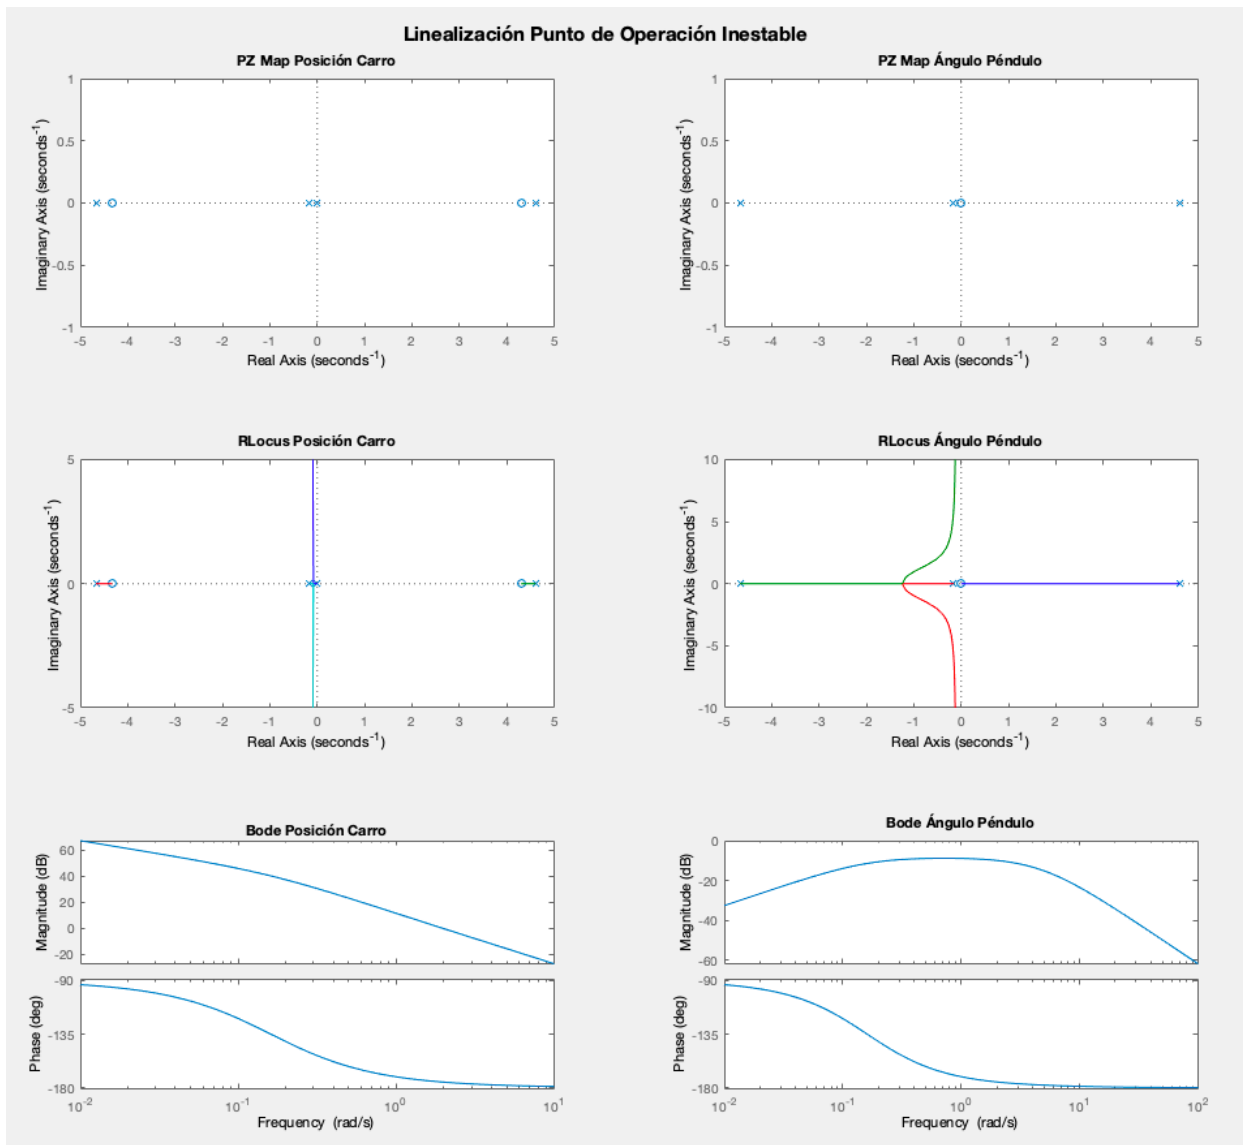 Linealización Punto de Operación Inestable
PZ Map Posición Carro
1
0.5
0
-0.5
-1
Imaginary Axis (seconds⁻¹)
-5 -4 -3 -2 -1 0 1 2 3 4 5
Real Axis (seconds⁻¹)
PZ Map Ángulo Péndulo
1
0.5
0
-0.5
-1
Imaginary Axis (seconds⁻¹)
-5 -4 -3 -2 -1 0 1 2 3 4 5
Real Axis (seconds⁻¹)
RLocus Posición Carro
5
0
-5
Imaginary Axis (seconds⁻¹)
-5 -4 -3 -2 -1 0 1 2 3 4 5
Real Axis (seconds⁻¹)
RLocus Ángulo Péndulo
10
5
0
-5
-10
Imaginary Axis (seconds⁻¹)
-5 -4 -3 -2 -1 0 1 2 3 4 5
Real Axis (seconds⁻¹)
Bode Posición Carro
60
40
20
0
-20
Magnitude (dB)
-90
-135
-180
Phase (deg)
10⁻² 10⁻¹ 10⁰ 10¹
Frequency (rad/s)
Bode Ángulo Péndulo
0
-20
-40
-60
Magnitude (dB)
-90
-135
-180
Phase (deg)
10⁻² 10⁻¹ 10⁰ 10¹ 10²
Frequency (rad/s)